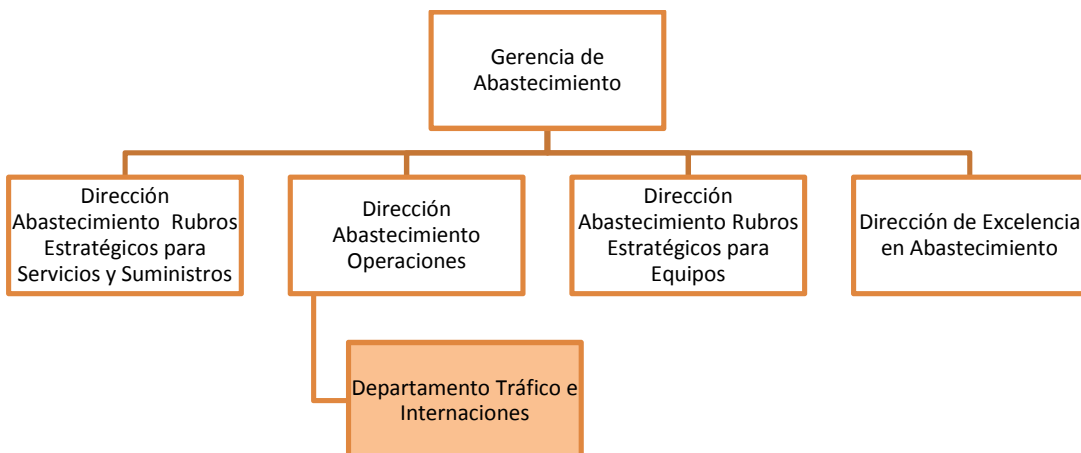 Gerencia de
Abastecimiento
Dirección
Abastecimiento Rubros
Estratégicos para
Servicios y Suministros
Dirección
Abastecimiento
Operaciones
Dirección
Abastecimiento Rubros
Estratégicos para
Equipos
Dirección de Excelencia
en Abastecimiento
Departamento Tráfico e
Internaciones